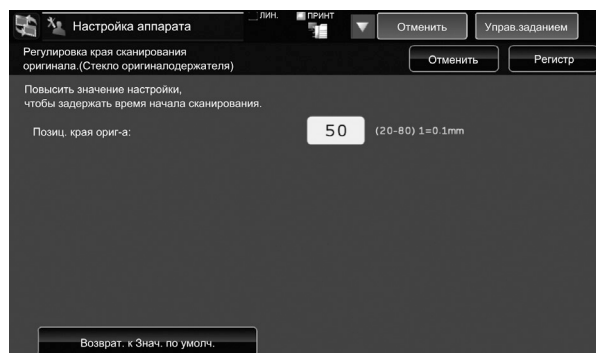 Настройка аппарата
ЛИН.
ПРИНТ
Отменить
Управ.заданием
Регулировка края сканирования
оригинала.(Стекло оригиналодержателя)
Отменить
Регистр
Повысить значение настройки,
чтобы задержать время начала сканирования.
Позиц. края ориг-а:
50
(20-80) 1=0.1mm
Возврат. к Знач. по умолч.